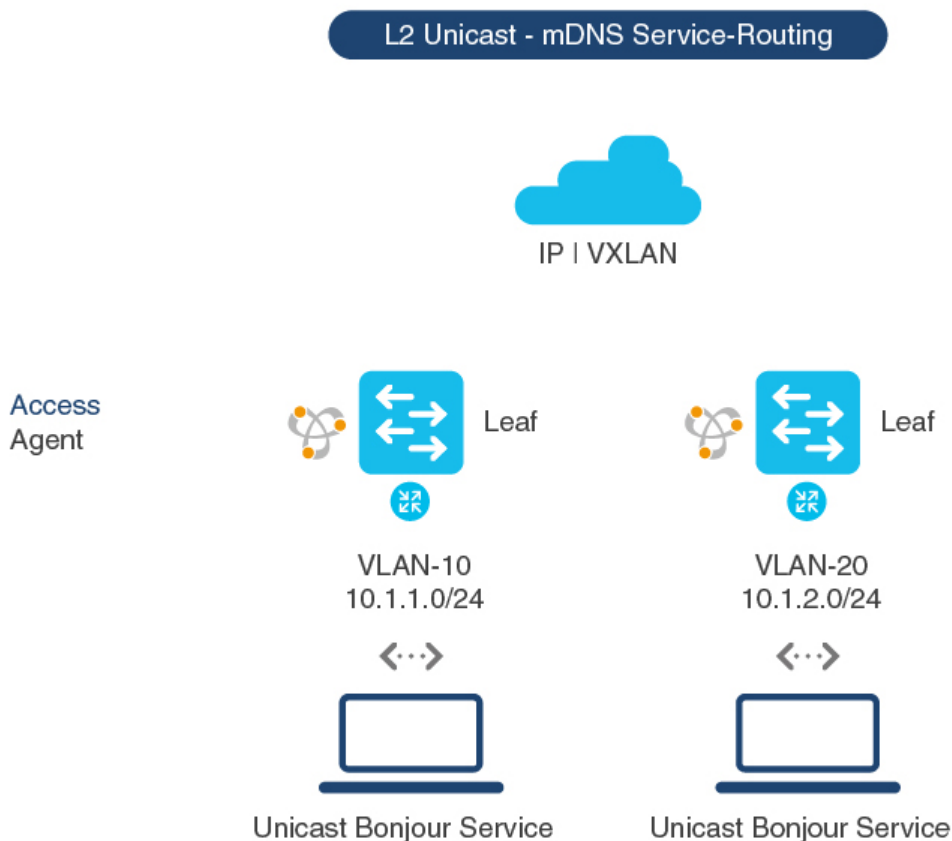 L2 Unicast - mDNS Service-Routing
IP | VXLAN
Access
Agent
Leaf
Leaf
VLAN-10
10.1.1.0/24
VLAN-20
10.1.2.0/24
Unicast Bonjour Service
Unicast Bonjour Service